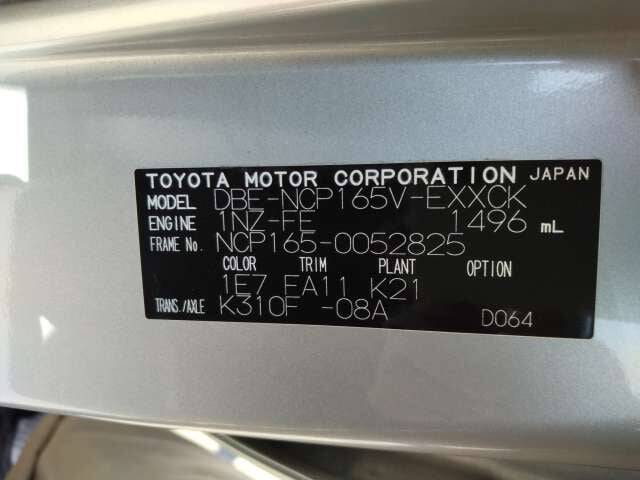 TOYOTA MOTOR CORPORATION JAPAN
MODEL DBE-NCP165V-EXXCK
ENGINE 1NZ-FE 1496 mL
FRAME No. NCP165-0052825
COLOR TRIM PLANT OPTION
1E7 FA11 K21
TRANS./AXLE K310F -08A D064